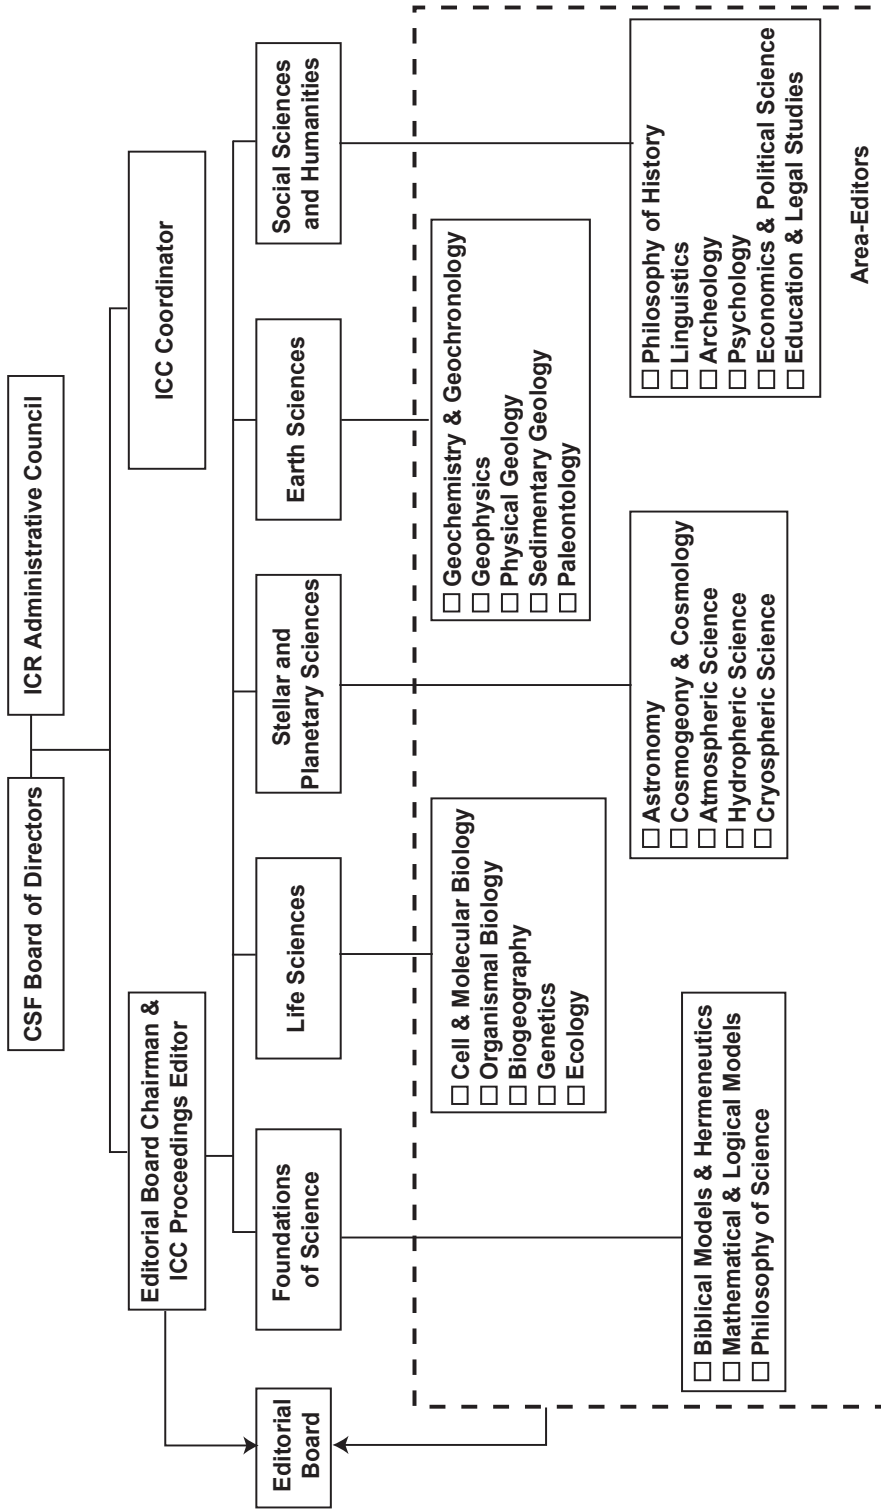 CSF Board of Directors
ICR Administrative Council
Editorial Board Chairman &
ICC Proceedings Editor
ICC Coordinator
Editorial
Board
Foundations
of Science
Life Sciences
Stellar and
Planetary Sciences
Earth Sciences
Social Sciences
and Humanities
☐ Cell & Molecular Biology
☐ Organismal Biology
☐ Biogeography
☐ Genetics
☐ Ecology
☐ Geochemistry & Geochronology
☐ Geophysics
☐ Physical Geology
☐ Sedimentary Geology
☐ Paleontology
☐ Biblical Models & Hermeneutics
☐ Mathematical & Logical Models
☐ Philosophy of Science
☐ Astronomy
☐ Cosmogeony & Cosmology
☐ Atmospheric Science
☐ Hydropheric Science
☐ Cryospheric Science
☐ Philosophy of History
☐ Linguistics
☐ Archeology
☐ Psychology
☐ Economics & Political Science
☐ Education & Legal Studies
Area-Editors